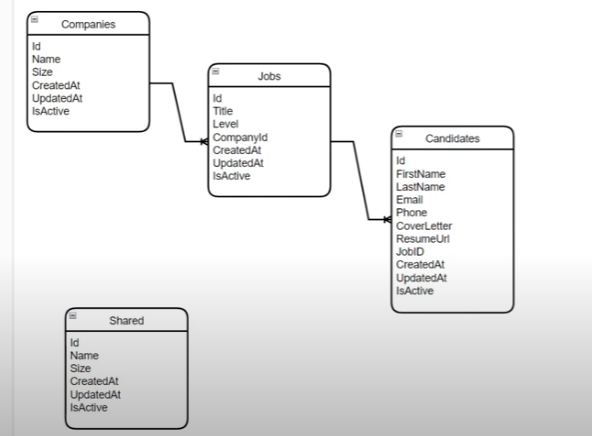 Companies
Id
Name
Size
CreatedAt
UpdatedAt
IsActive
Jobs
Id
Title
Level
CompanyId
CreatedAt
UpdatedAt
IsActive
Candidates
Id
FirstName
LastName
Email
Phone
CoverLetter
ResumeUrl
JobID
CreatedAt
UpdatedAt
IsActive
Shared
Id
Name
Size
CreatedAt
UpdatedAt
IsActive